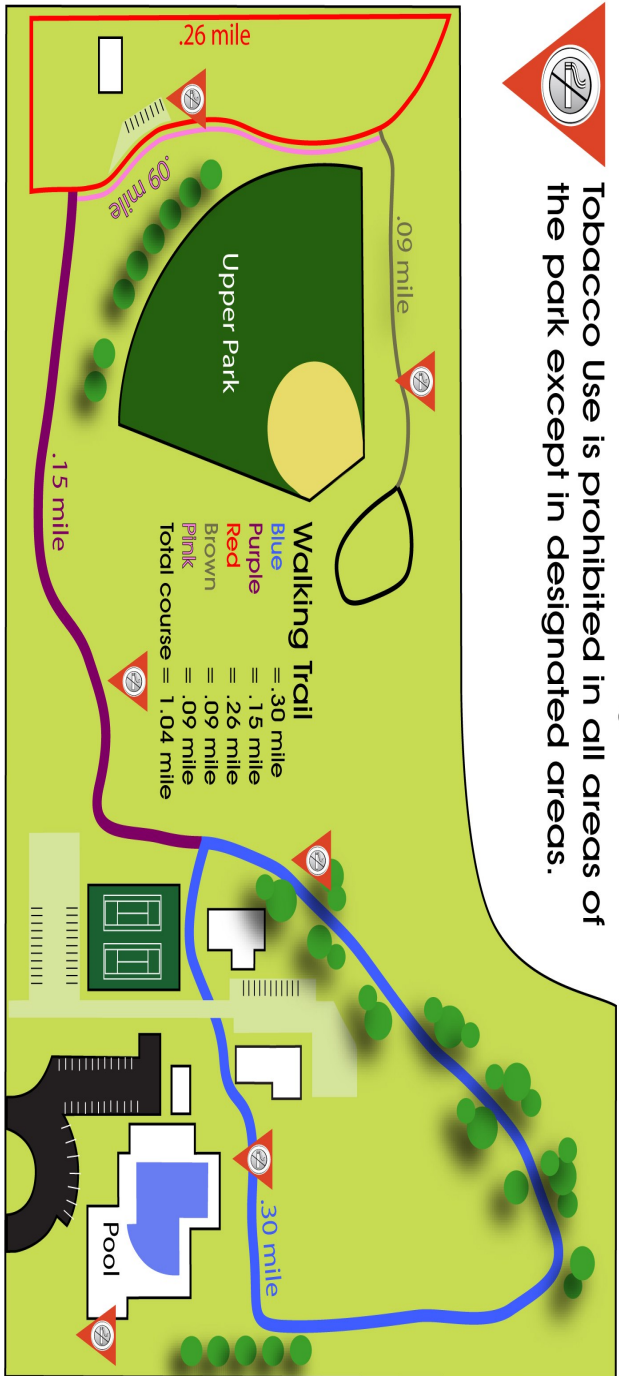 Tobacco Use is prohibited in all areas of
the park except in designated areas.
.26 mile
.09 mile
.09 mile
Upper Park
.15 mile
Walking Trail
Blue = .30 mile
Purple = .15 mile
Red = .26 mile
Brown = .09 mile
Pink = .09 mile
Total course = 1.04 mile
.30 mile
Pool